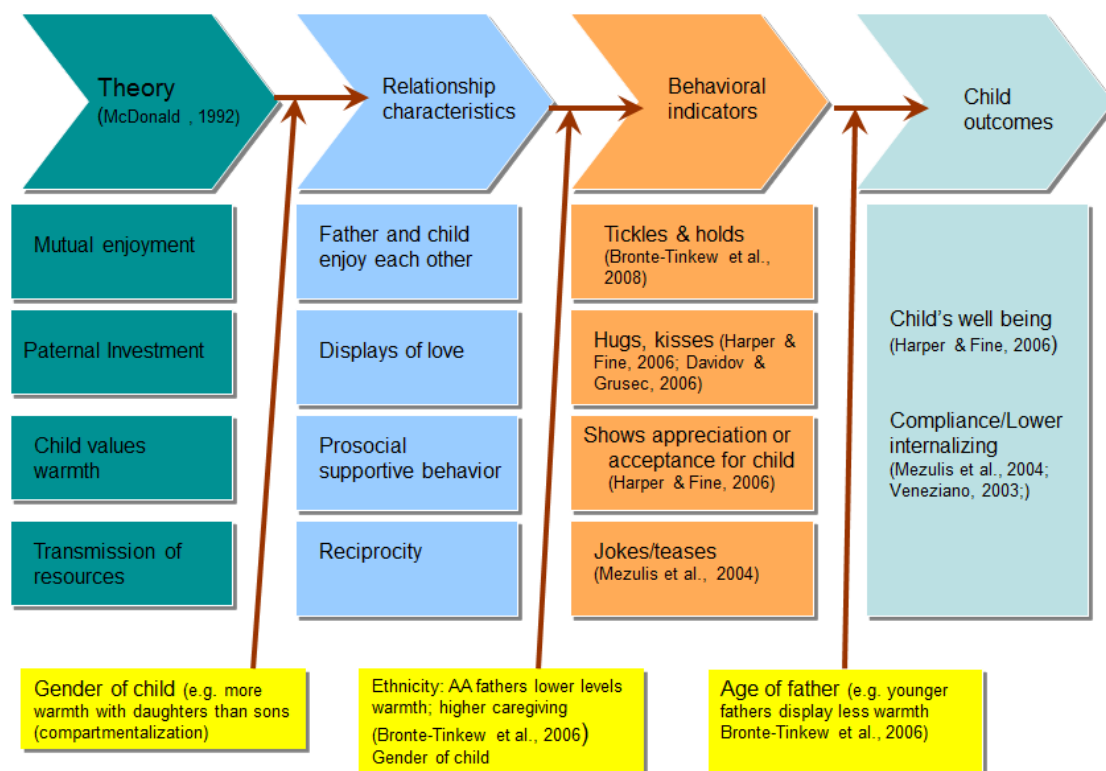 Theory
(McDonald , 1992)
Relationship
characteristics
Behavioral
indicators
Child
outcomes
Mutual enjoyment
Father and child
enjoy each other
Tickles & holds
(Bronte-Tinkew et al.,
2008)
Paternal Investment
Displays of love
Hugs, kisses (Harper &
Fine, 2006; Davidov &
Grusec, 2006)
Child values
warmth
Prosocial
supportive behavior
Shows appreciation or
acceptance for child
(Harper & Fine, 2006)
Transmission of
resources
Reciprocity
Jokes/teases
(Mezulis et al., 2004)
Child's well being
(Harper & Fine, 2006)
Compliance/Lower
internalizing
(Mezulis et al., 2004;
Veneziano, 2003;)
Gender of child (e.g. more
warmth with daughters than sons
(compartmentalization)
Ethnicity: AA fathers lower levels
warmth; higher caregiving
(Bronte-Tinkew et al., 2006)
Gender of child
Age of father (e.g. younger
fathers display less warmth
Bronte-Tinkew et al., 2006)